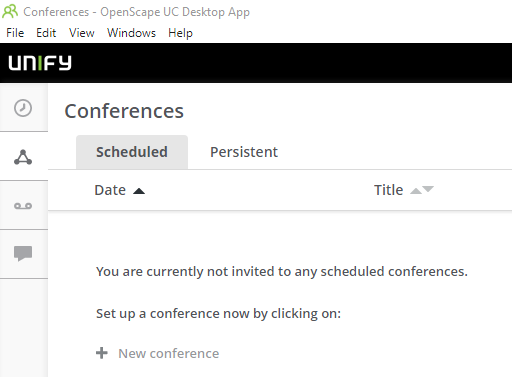 Conferences - OpenScape UC Desktop App
File Edit View Windows Help
UNIFY
Conferences
Scheduled Persistent
Date Title
You are currently not invited to any scheduled conferences.
Set up a conference now by clicking on:
New conference